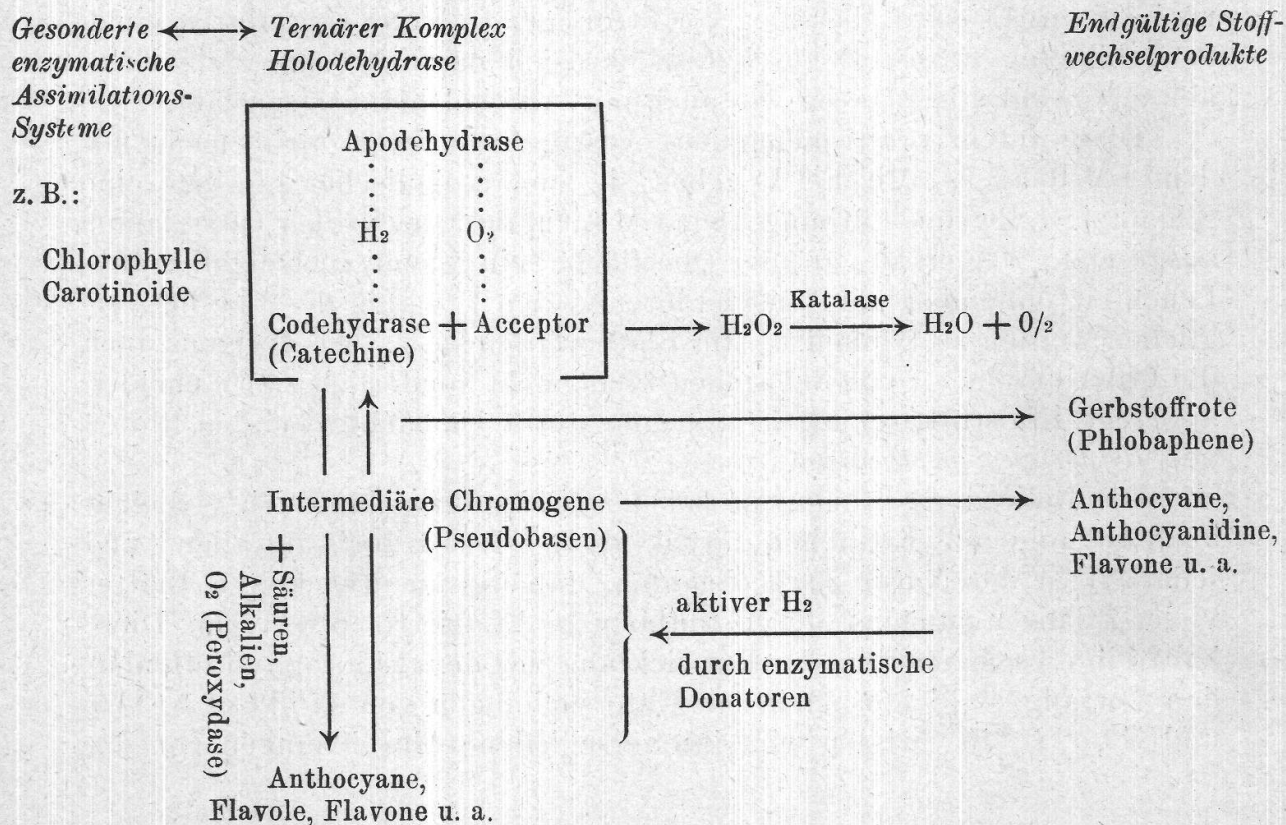 Gesonderte ⟷ Ternärer Komplex
enzymatische Holodehydrase
Assimilations-
Systeme
Endgültige Stoff-
wechselprodukte
z. B.:
Chlorophylle
Carotinoide
Apodehydrase
H₂ O₂
Codehydrase + Acceptor ⟶ H₂O₂ ⟶ H₂O + O/2
(Catechine)
Katalase
Gerbstoffrote
(Phlobaphene)
Intermediäre Chromogene
(Pseudobasen)
Anthocyane,
Anthocyanidine,
Flavone u. a.
+ Säuren,
Alkalien,
O₂ (Peroxydase)
aktiver H₂
durch enzymatische
Donatoren
Anthocyane,
Flavole, Flavone u. a.